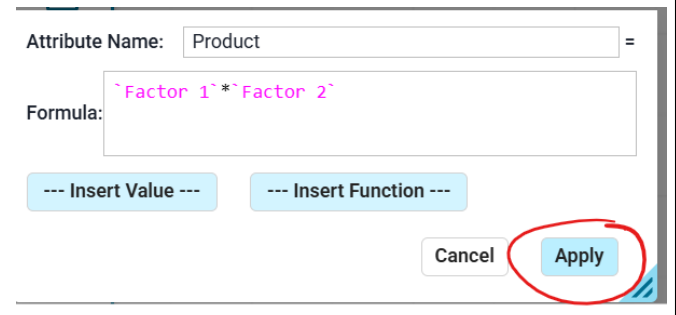 Attribute Name: Product =
Formula: `Factor 1`*`Factor 2`
--- Insert Value --- --- Insert Function ---
Cancel Apply